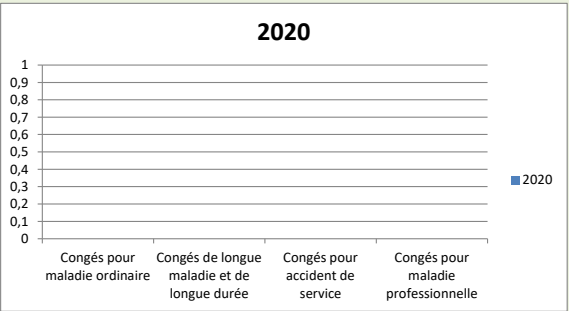 2020
1
0,9
0,8
0,7
0,6
0,5
0,4
0,3
0,2
0,1
0
Congés pour
maladie ordinaire
Congés de longue
maladie et de
longue durée
Congés pour
accident de
service
Congés pour
maladie
professionnelle
2020